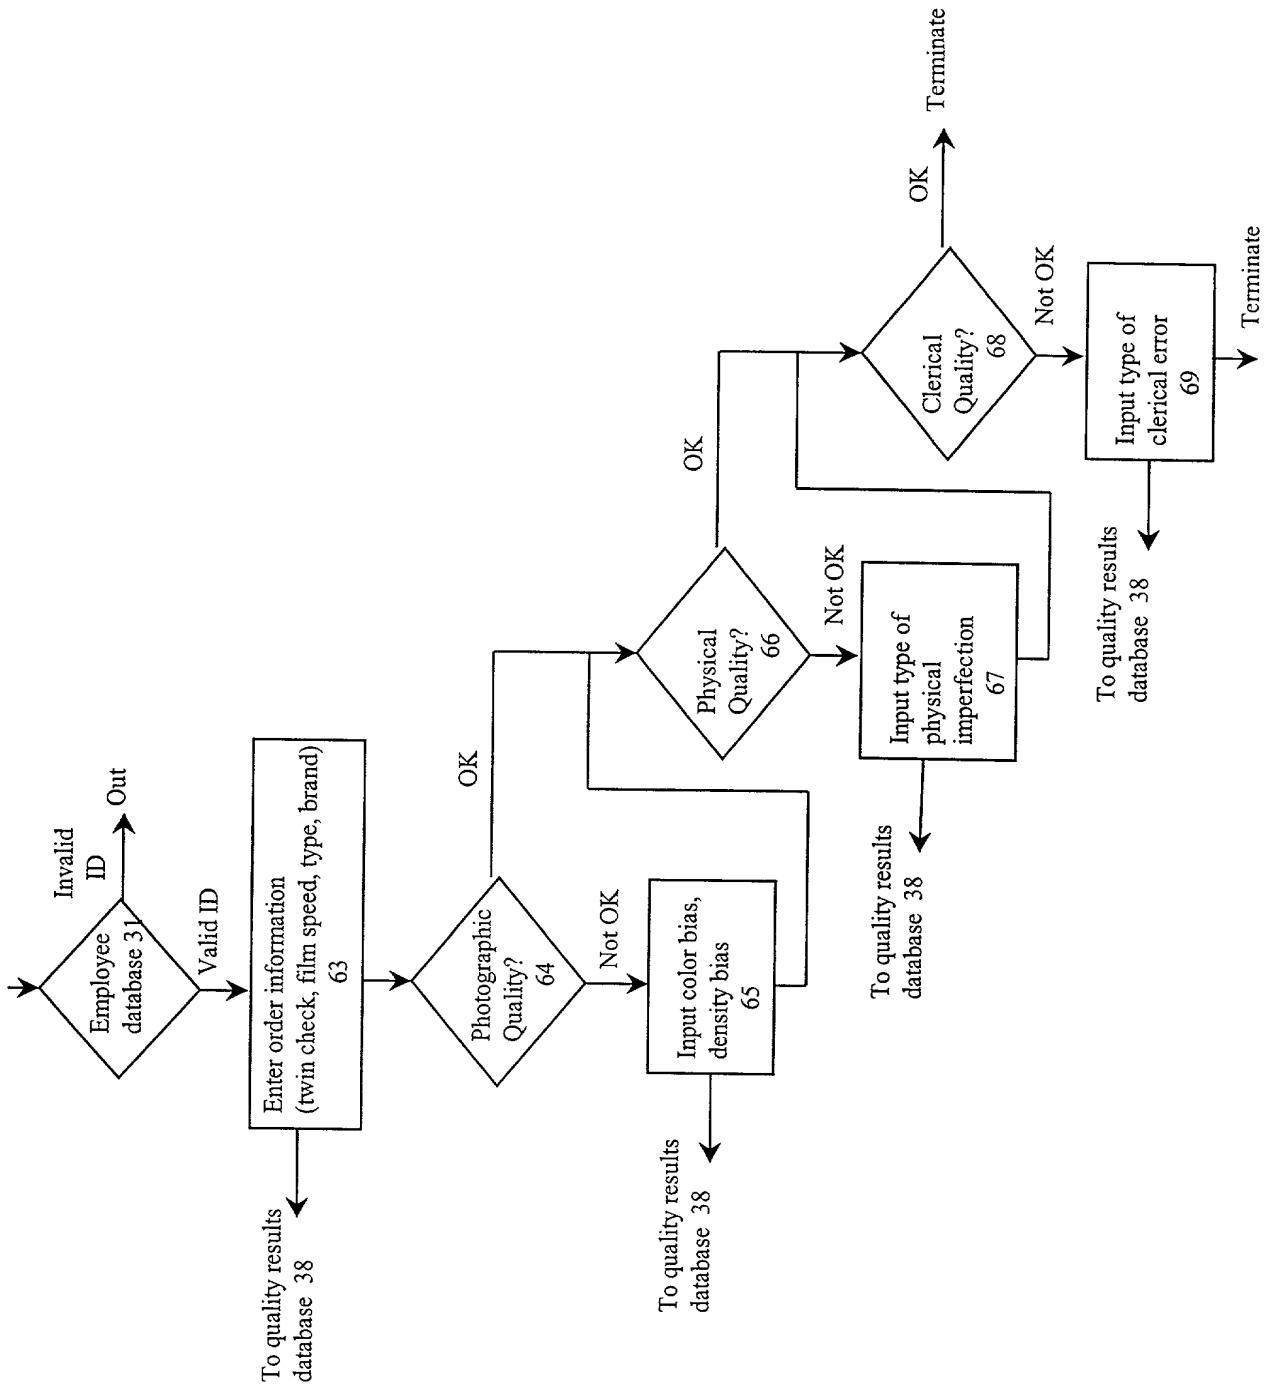 Invalid
ID
Out
Employee
database 31
Valid ID
Enter order information
(twin check, film speed, type, brand)
63
To quality results
database 38
Photographic
Quality?
64
OK
Not OK
Input color bias,
density bias
65
To quality results
database 38
Physical
Quality?
66
OK
Not OK
Input type of
physical
imperfection
67
To quality results
database 38
Clerical
Quality?
68
OK
Terminate
Not OK
Input type of
clerical error
69
To quality results
database 38
Terminate